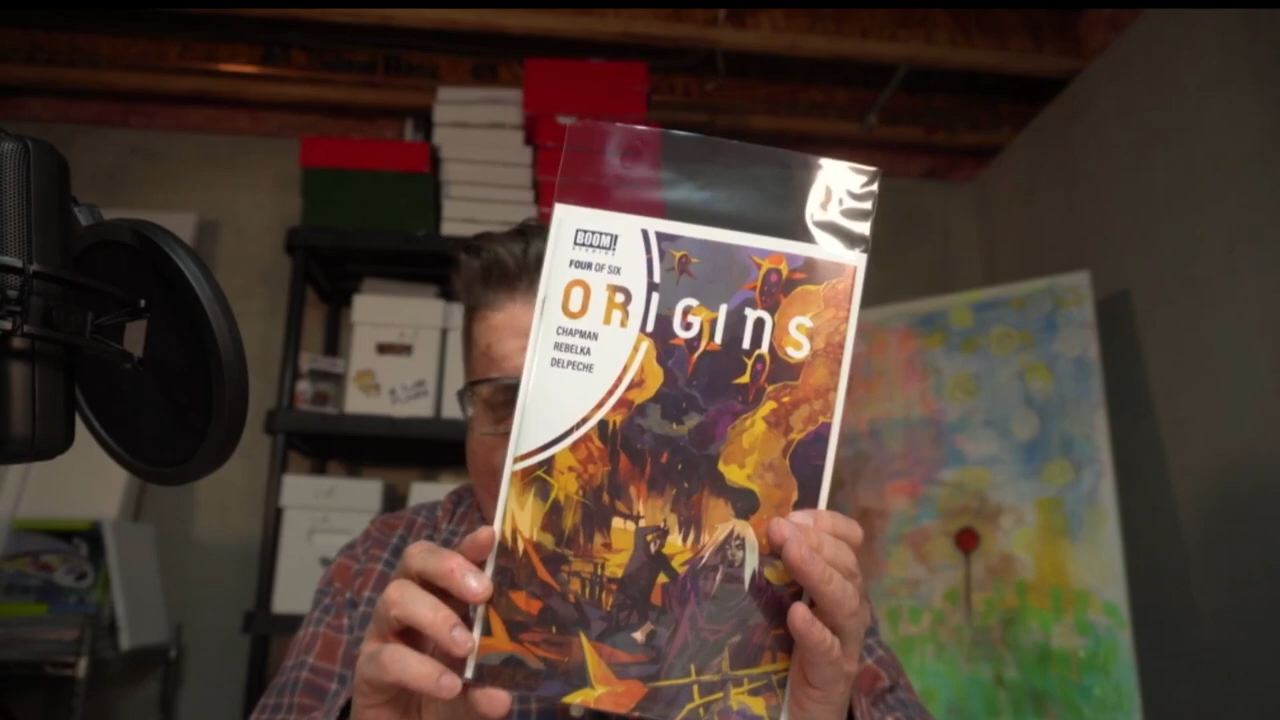 BOOM!
STUDIOS
FOUR OF SIX
ORIGINS
CHAPMAN
REBELKA
DELPECHE